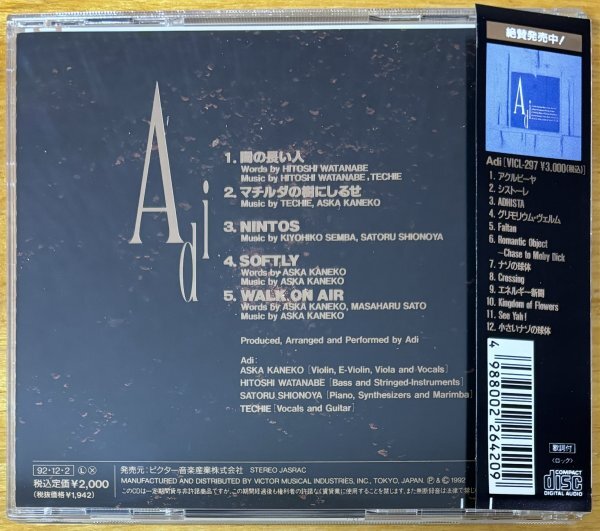 Adi
1. 闇の長い人
Words by HITOSHI WATANABE
Music by HITOSHI WATANABE, TECHIE
2. マチルダの樹にしるせ
Music by TECHIE, ASKA KANEKO
3. NINTOS
Music by KIYOHIKO SEMBA, SATORU SHIONOYA
4. SOFTLY
Words by ASKA KANEKO
Music by ASKA KANEKO
5. WALK ON AIR
Words by ASKA KANEKO, MASAHARU SATO
Music by ASKA KANEKO
Produced, Arranged and Performed by Adi
Adi:
ASKA KANEKO [Violin, E-Violin, Viola and Vocals]
HITOSHI WATANABE [Bass and Stringed-Instruments]
SATORU SHIONOYA [Piano, Synthesizers and Marimba]
TECHIE [Vocals and Guitar]
92・12・2 Ⓛ Ⓧ
税込定価¥2,000
(税抜価格¥1,942)
発売元:ビクター音楽産業株式会社 STEREO JASRAC
MANUFACTURED AND DISTRIBUTED BY VICTOR MUSICAL INDUSTRIES, INC., TOKYO, JAPAN. Ⓟ & © 1992
絶賛発売中!
Adi
Adi [VICL-297 ¥3,000(税込)]
1. アクルビーヤ
2. シストーレ
3. ADHISTA
4. グリモリウム・ヴェルム
5. Faltan
6. Romantic Object
—Chase to Moby Dick
7. ナゾの球体
8. Crossing
9. エネルギー新聞
10. Kingdom of Flowers
11. See Yah!
12. 小さいナゾの球体
4 988002 264209
歌詞付
〈ロック〉
COMPACT
disc
DIGITAL AUDIO